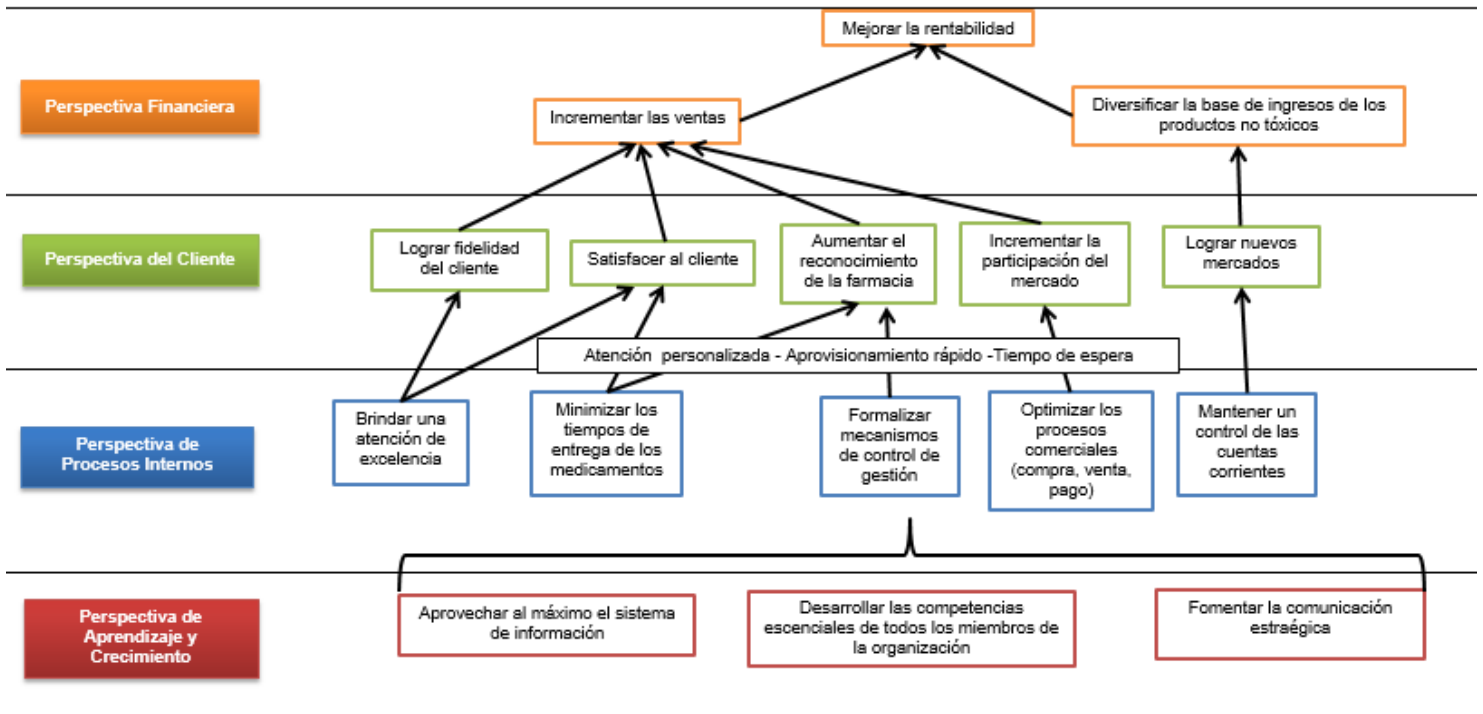 Mejorar la rentabilidad
Perspectiva Financiera
Incrementar las ventas
Diversificar la base de ingresos de los
productos no tóxicos
Perspectiva del Cliente
Lograr fidelidad
del cliente
Satisfacer al cliente
Aumentar el
reconocimiento
de la farmacia
Incrementar la
participación del
mercado
Lograr nuevos
mercados
Atención personalizada - Aprovisionamiento rápido -Tiempo de espera
Perspectiva de
Procesos Internos
Brindar una
atención de
excelencia
Minimizar los
tiempos de
entrega de los
medicamentos
Formalizar
mecanismos
de control de
gestión
Optimizar los
procesos
comerciales
(compra, venta,
pago)
Mantener un
control de las
cuentas
corrientes
Perspectiva de
Aprendizaje y
Crecimiento
Aprovechar al máximo el sistema
de información
Desarrollar las competencias
escenciales de todos los miembros de
la organización
Fomentar la comunicación
estraégica